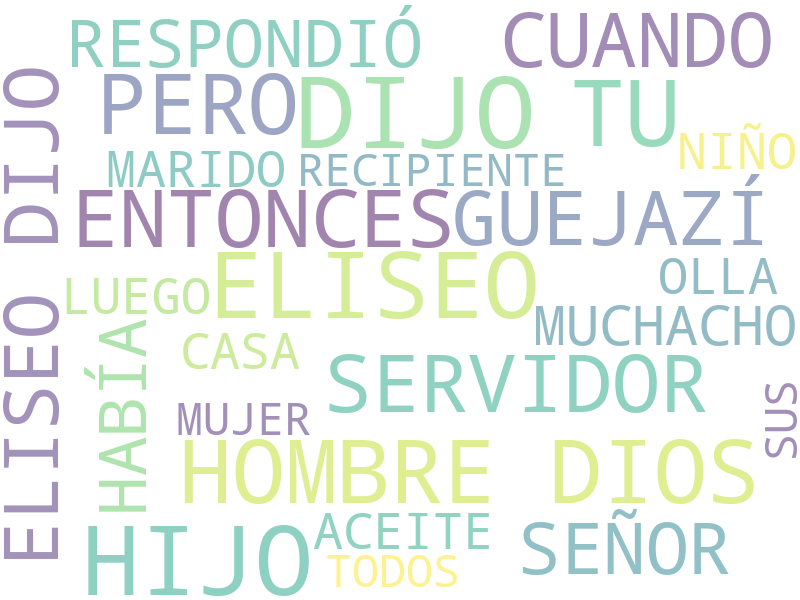 RESPONDIÓ CUANDO
PERO DIJO TU
NIÑO
MARIDO RECIPIENTE
ENTONCES GUEJAZÍ
ELISEO
OLLA
LUEGO
MUCHACHO
CASA
SERVIDOR
MUJER
HOMBRE DIOS
HIJO
ACEITE
SEÑOR
TODOS
ELISEO DIJO
HABÍA
SUS